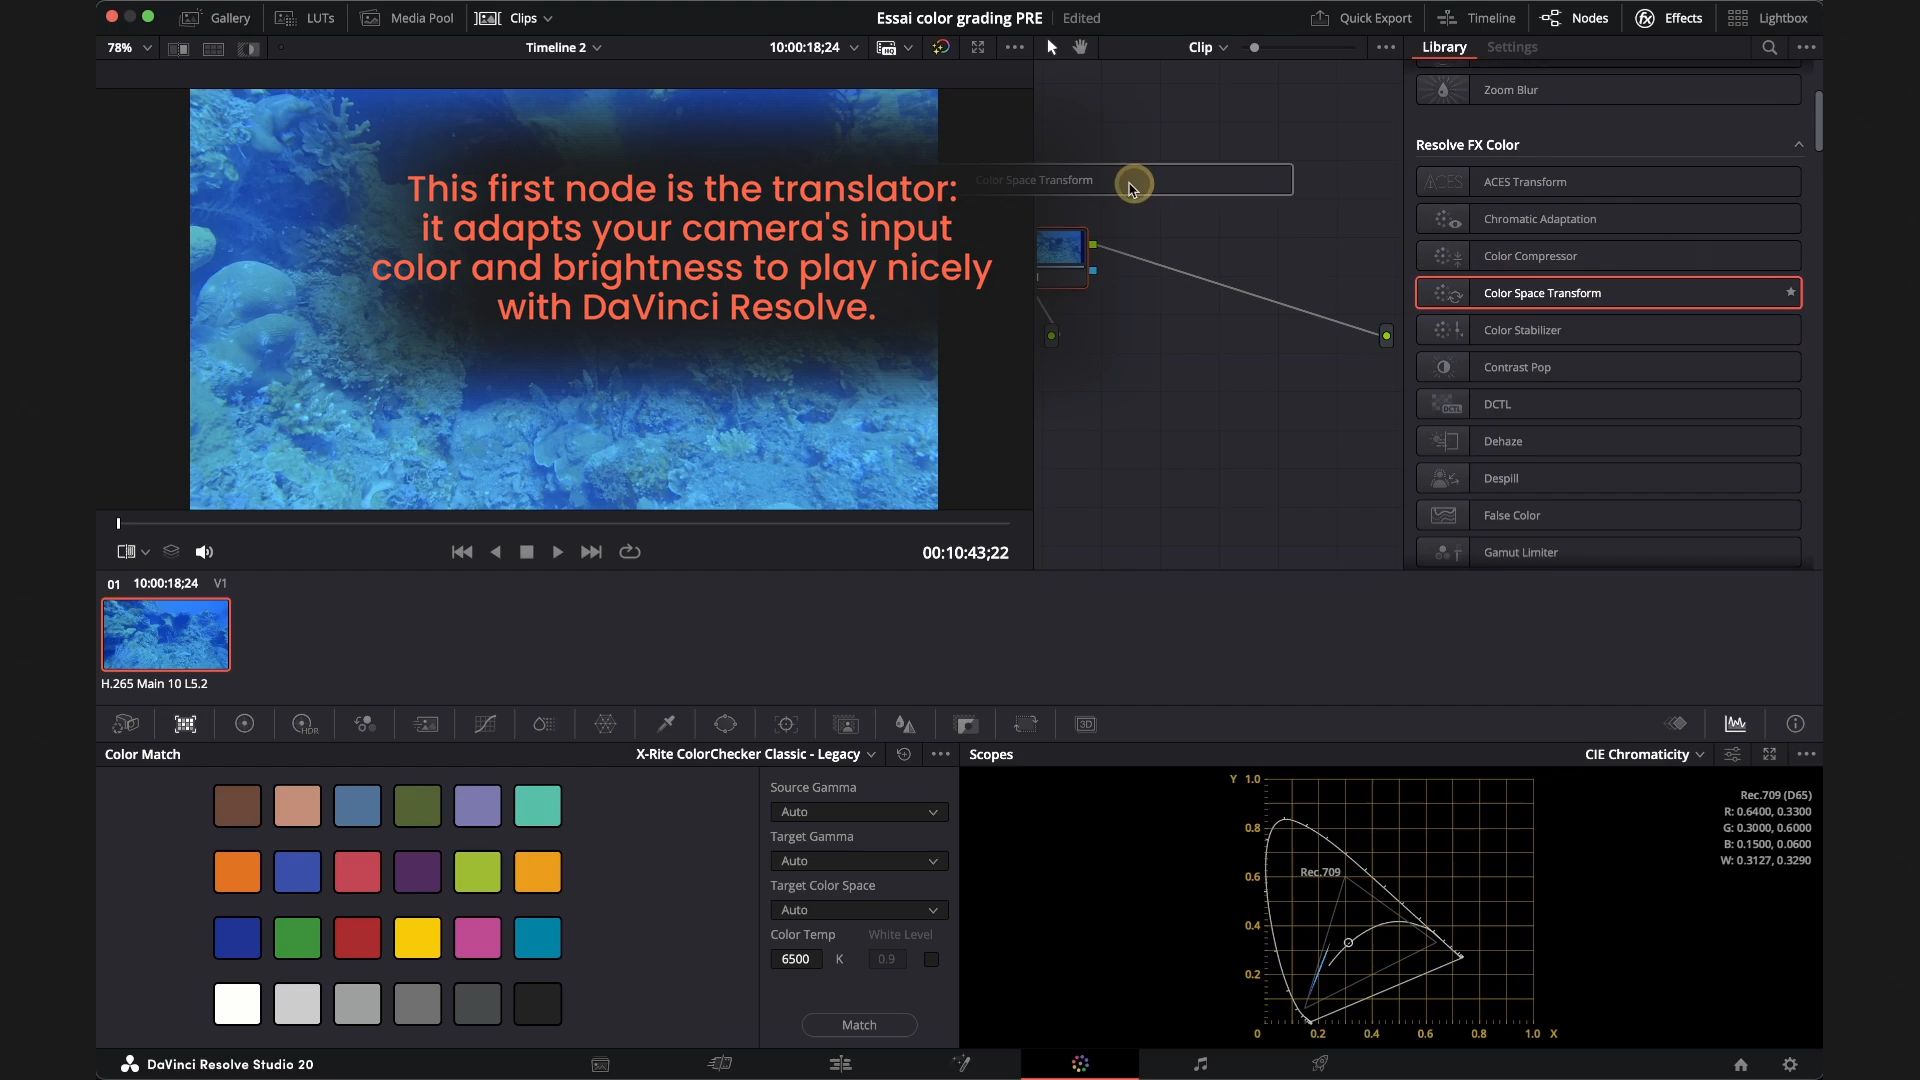 Gallery
LUTs
Media Pool
Clips
Essai color grading PRE
Edited
Quick Export
Timeline
Nodes
Effects
Lightbox
78%
Timeline 2
10:00:18;24
Clip
Library
Settings
Zoom Blur
Resolve FX Color
ACES Transform
Chromatic Adaptation
Color Compressor
Color Space Transform
Color Stabilizer
Contrast Pop
DCTL
Dehaze
Despill
False Color
Gamut Limiter
Color Space Transform
This first node is the translator:
it adapts your camera's input
color and brightness to play nicely
with DaVinci Resolve.
00:10:43;22
01 10:00:18;24 V1
H.265 Main 10 L5.2
HDR
3D
Color Match
X-Rite ColorChecker Classic - Legacy
Source Gamma
Auto
Target Gamma
Auto
Target Color Space
Auto
Color Temp White Level
6500 K 0.9
Match
Scopes
CIE Chromaticity
Rec.709 (D65)
R: 0.6400, 0.3300
G: 0.3000, 0.6000
B: 0.1500, 0.0600
W: 0.3127, 0.3290
Y 1.0
0.8
Rec.709
0.6
0.4
0.2
0 0.2 0.4 0.6 0.8 1.0 X
DaVinci Resolve Studio 20